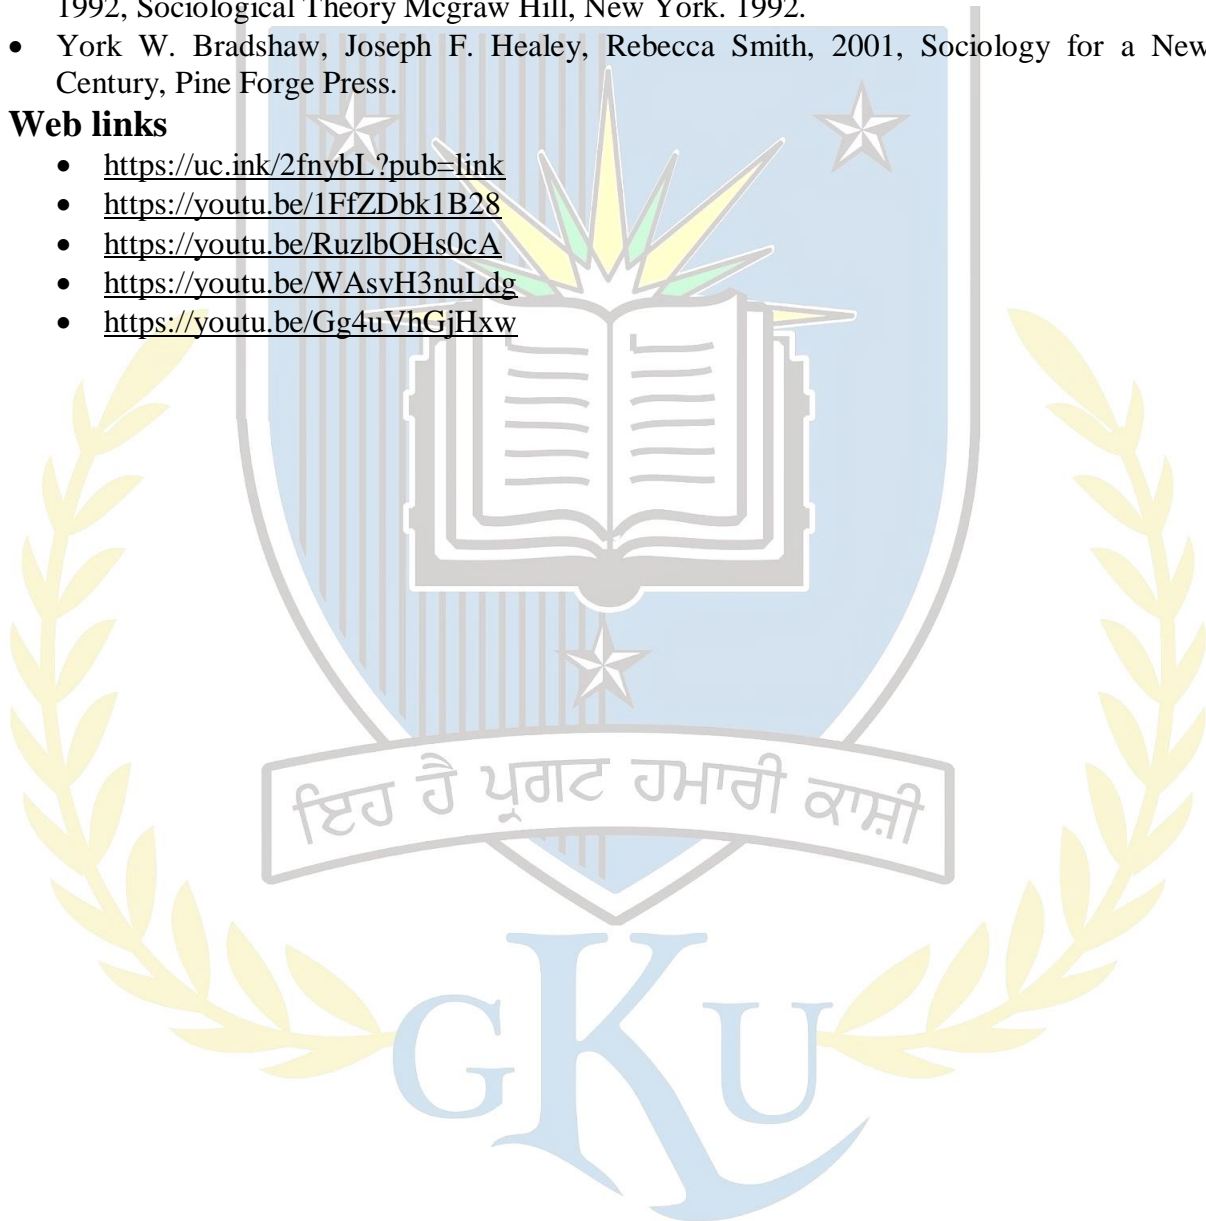 1992, Sociological Theory Mcgraw Hill, New York. 1992.
• York W. Bradshaw, Joseph F. Healey, Rebecca Smith, 2001, Sociology for a New
Century, Pine Forge Press.
Web links
• https://uc.ink/2fnybL?pub=link
• https://youtu.be/1FfZDbk1B28
• https://youtu.be/RuzlbOHs0cA
• https://youtu.be/WAsvH3nuLdg
• https://youtu.be/Gg4uVhGjHxw
ਇਹ ਹੈ ਪ੍ਰਗਟ ਹਮਾਰੀ ਕਾਸ਼ੀ
GKU